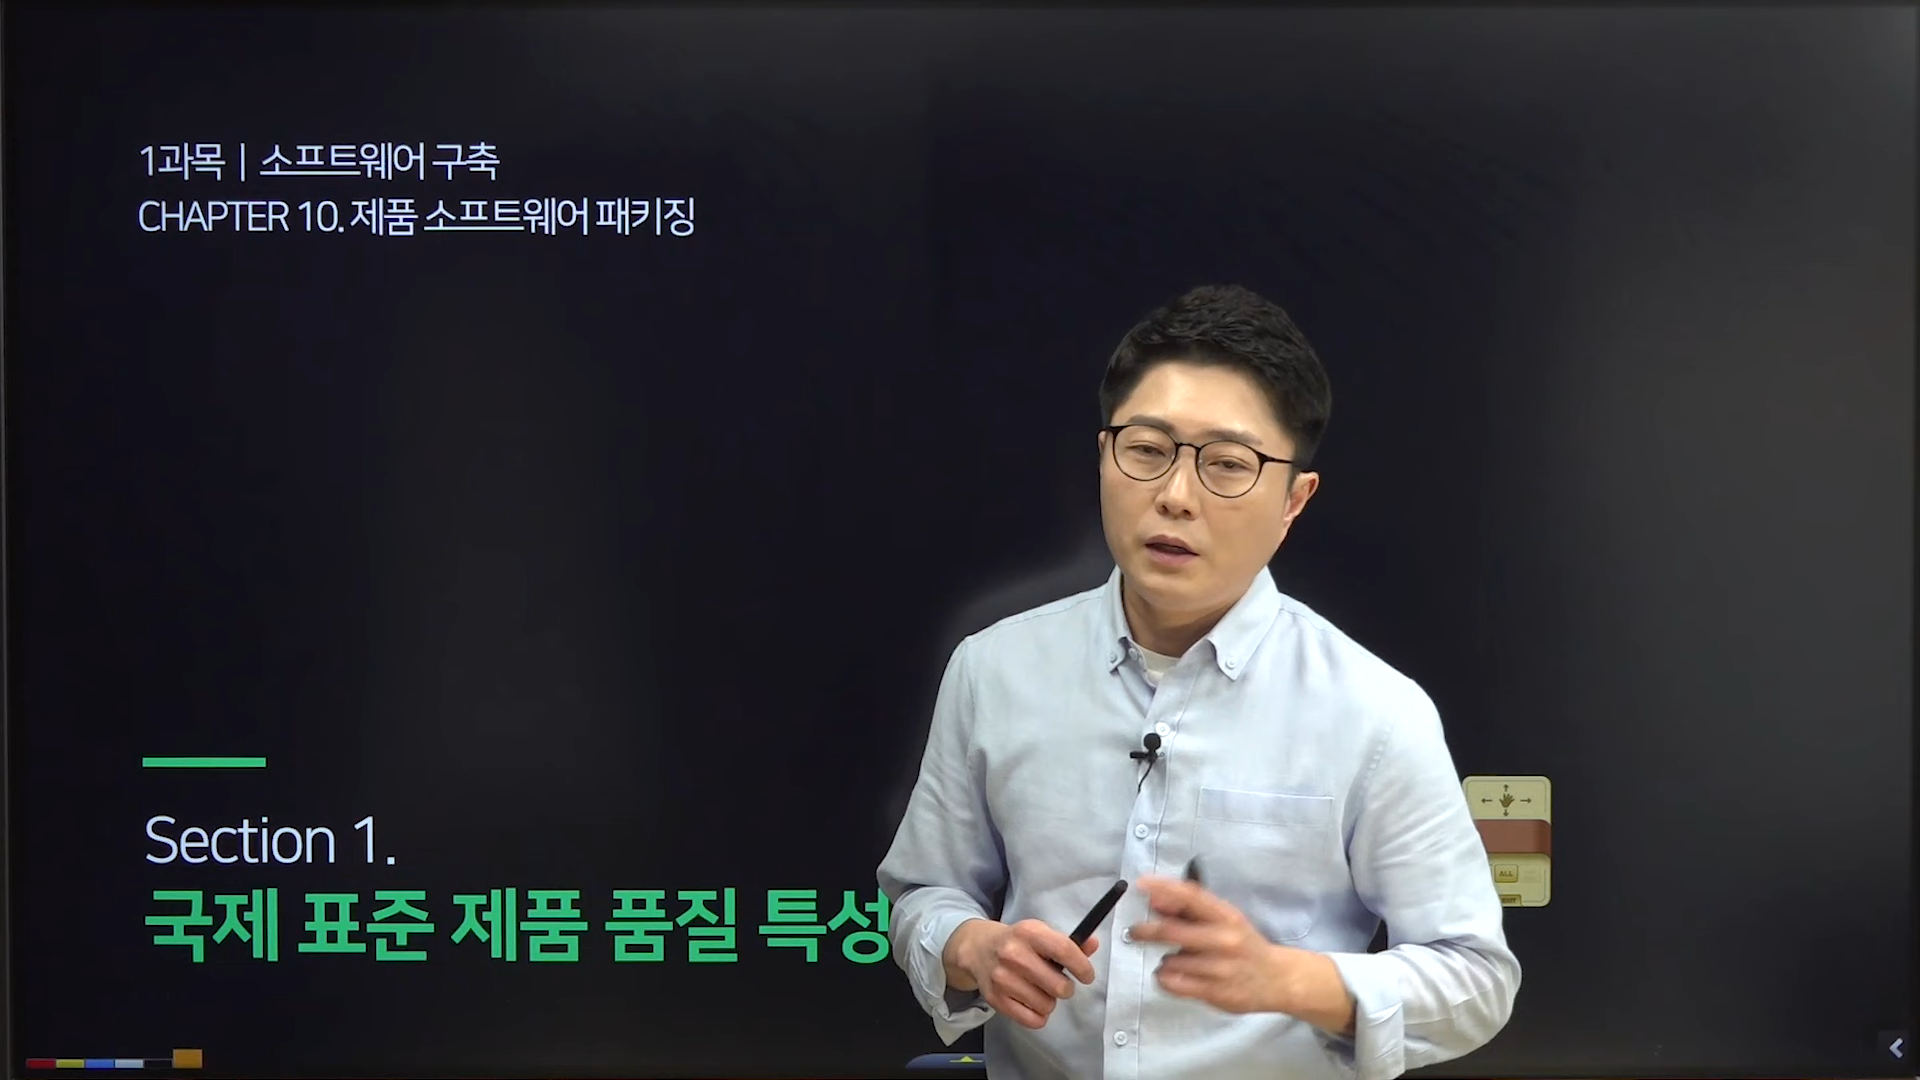 1과목 | 소프트웨어 구축
CHAPTER 10. 제품 소프트웨어 패키징
Section 1.
국제 표준 제품 품질 특성
ALL